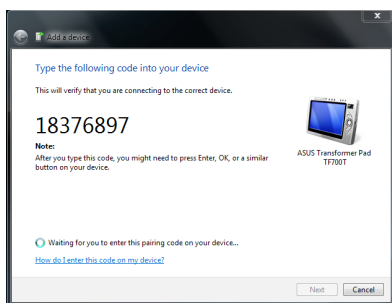 Add a device
Type the following code into your device
This will verify that you are connecting to the correct device.
18376897
Note:
After you type this code, you might need to press Enter, OK, or a similar
button on your device.
ASUS Transformer Pad
TF700T
Waiting for you to enter this pairing code on your device...
How do I enter this code on my device?
Next
Cancel